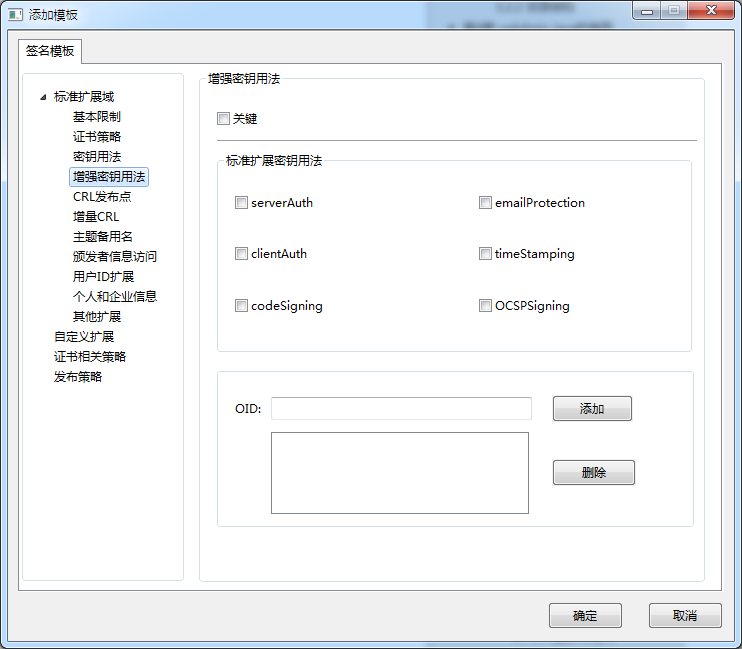 添加模板
签名模板
标准扩展域
基本限制
证书策略
密钥用法
增强密钥用法
CRL发布点
增量CRL
主题备用名
颁发者信息访问
用户ID扩展
个人和企业信息
其他扩展
自定义扩展
证书相关策略
发布策略
增强密钥用法
关键
标准扩展密钥用法
serverAuth
emailProtection
clientAuth
timeStamping
codeSigning
OCSPSigning
OID:
添加
删除
确定
取消